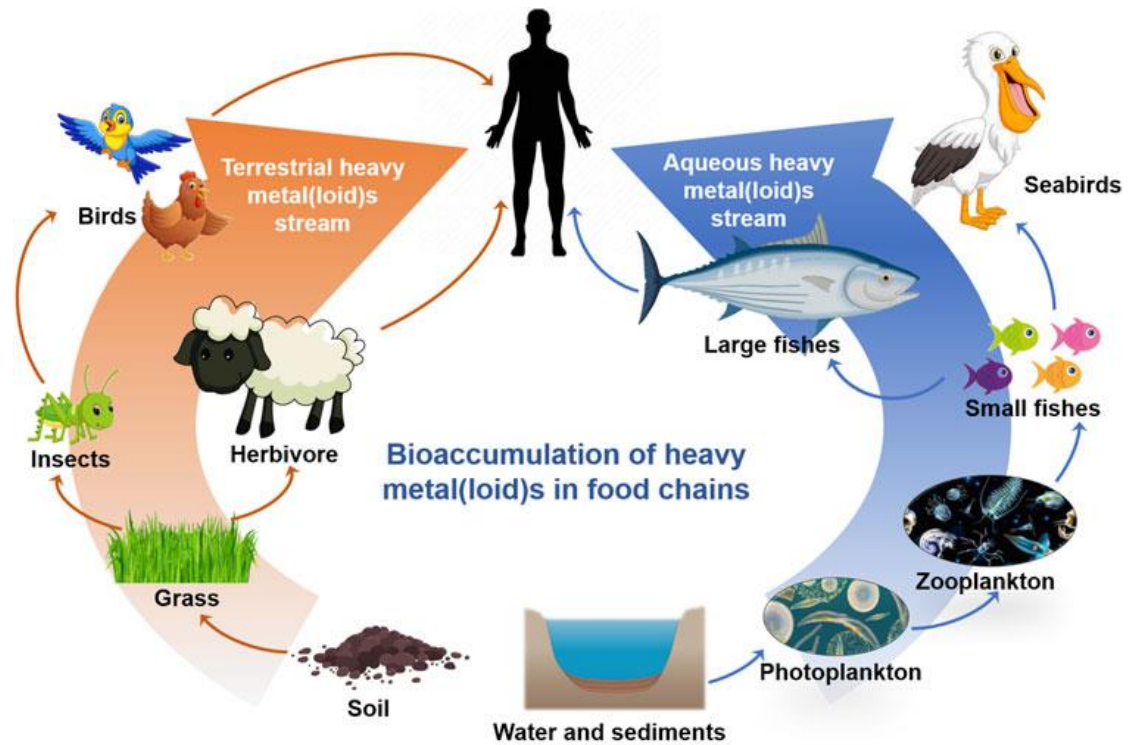 Terrestrial heavy
metal(loid)s
stream
Aqueous heavy
metal(loid)s
stream
Seabirds
Birds
Large fishes
Small fishes
Insects
Herbivore
Bioaccumulation of heavy
metal(loid)s in food chains
Zooplankton
Grass
Photoplankton
Soil
Water and sediments